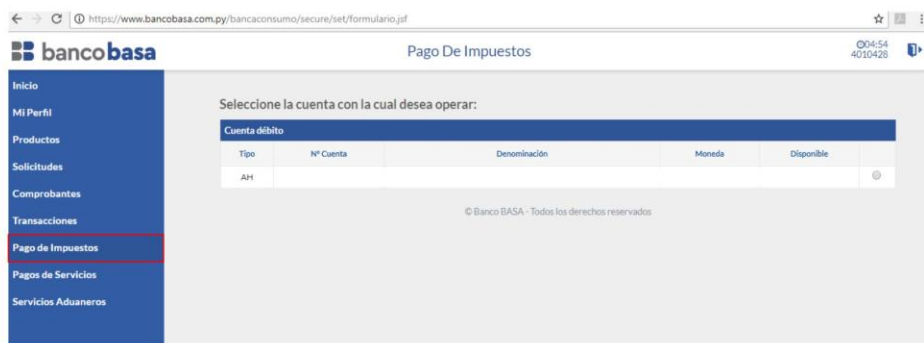 https://www.bancobasa.com.py/bancaconsumo/secure/set/formulario.jsf
bancobasa
Pago De Impuestos
04:54
4010428
Inicio
Mi Perfil
Productos
Solicitudes
Comprobantes
Transacciones
Pago de Impuestos
Pagos de Servicios
Servicios Aduaneros
Seleccione la cuenta con la cual desea operar:
Cuenta débito
Tipo Nº Cuenta Denominación Moneda Disponible
AH
© Banco BASA - Todos los derechos reservados